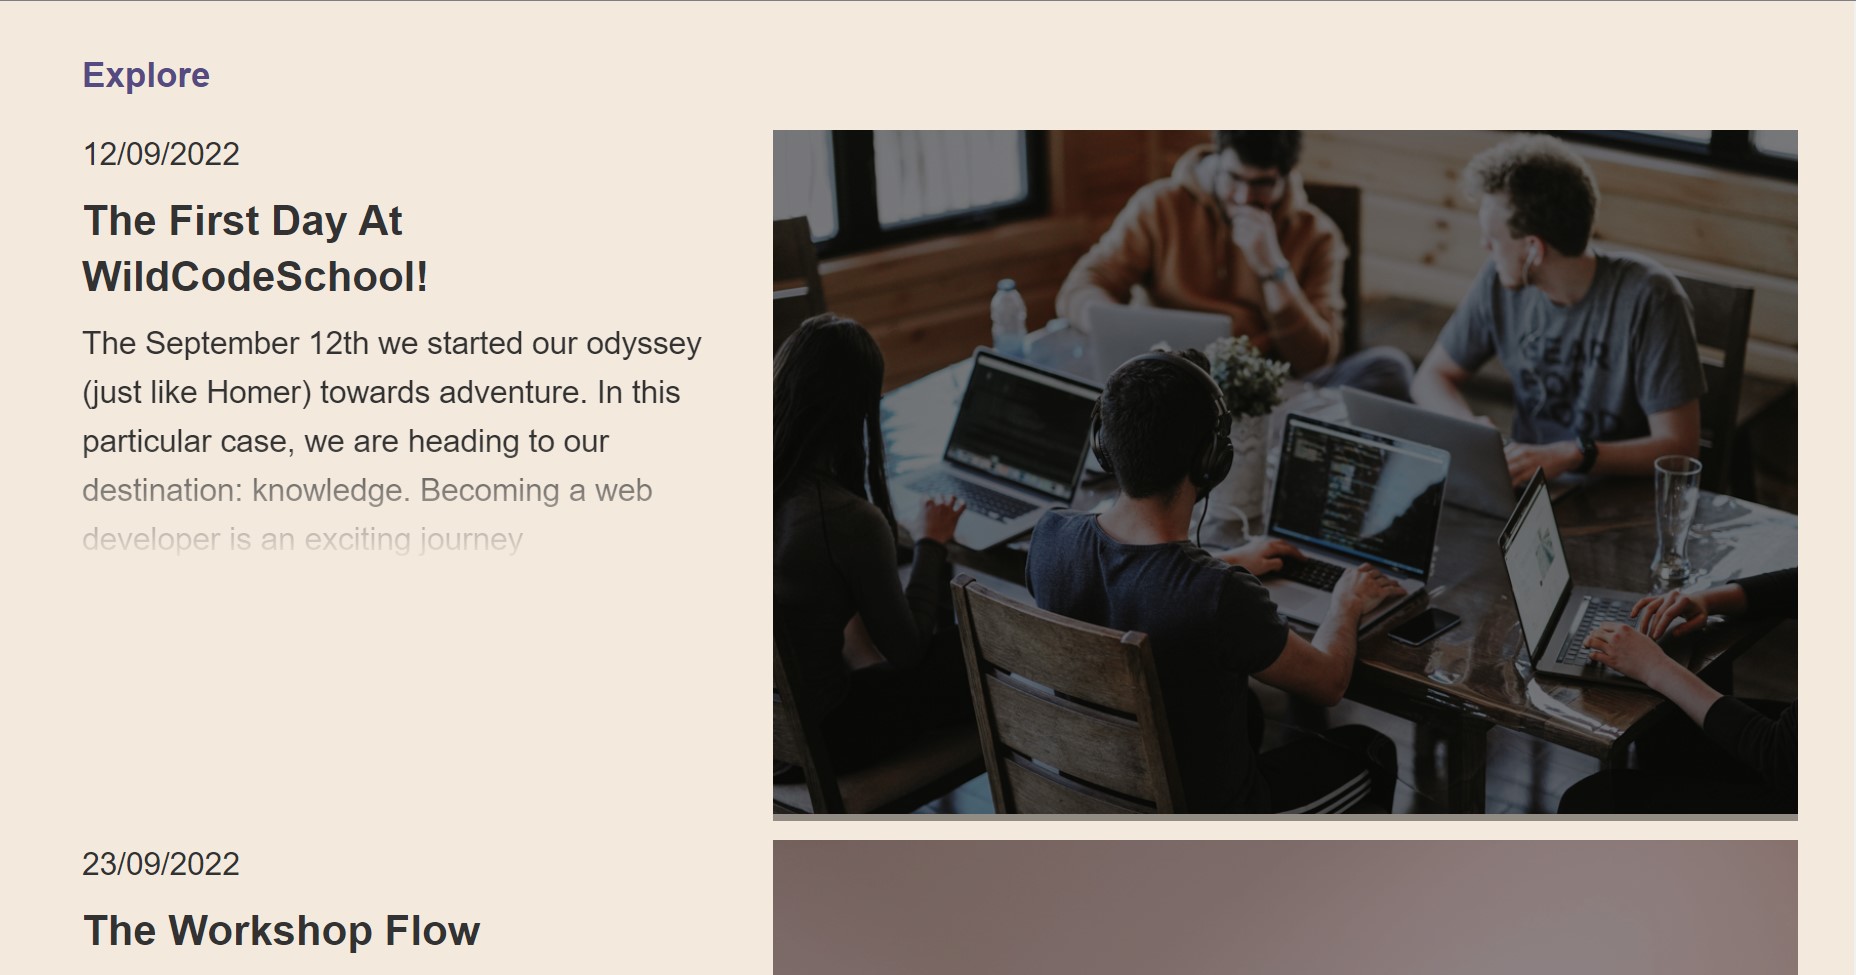 Explore
12/09/2022
The First Day At
WildCodeSchool!
The September 12th we started our odyssey
(just like Homer) towards adventure. In this
particular case, we are heading to our
destination: knowledge. Becoming a web
developer is an exciting journey
23/09/2022
The Workshop Flow